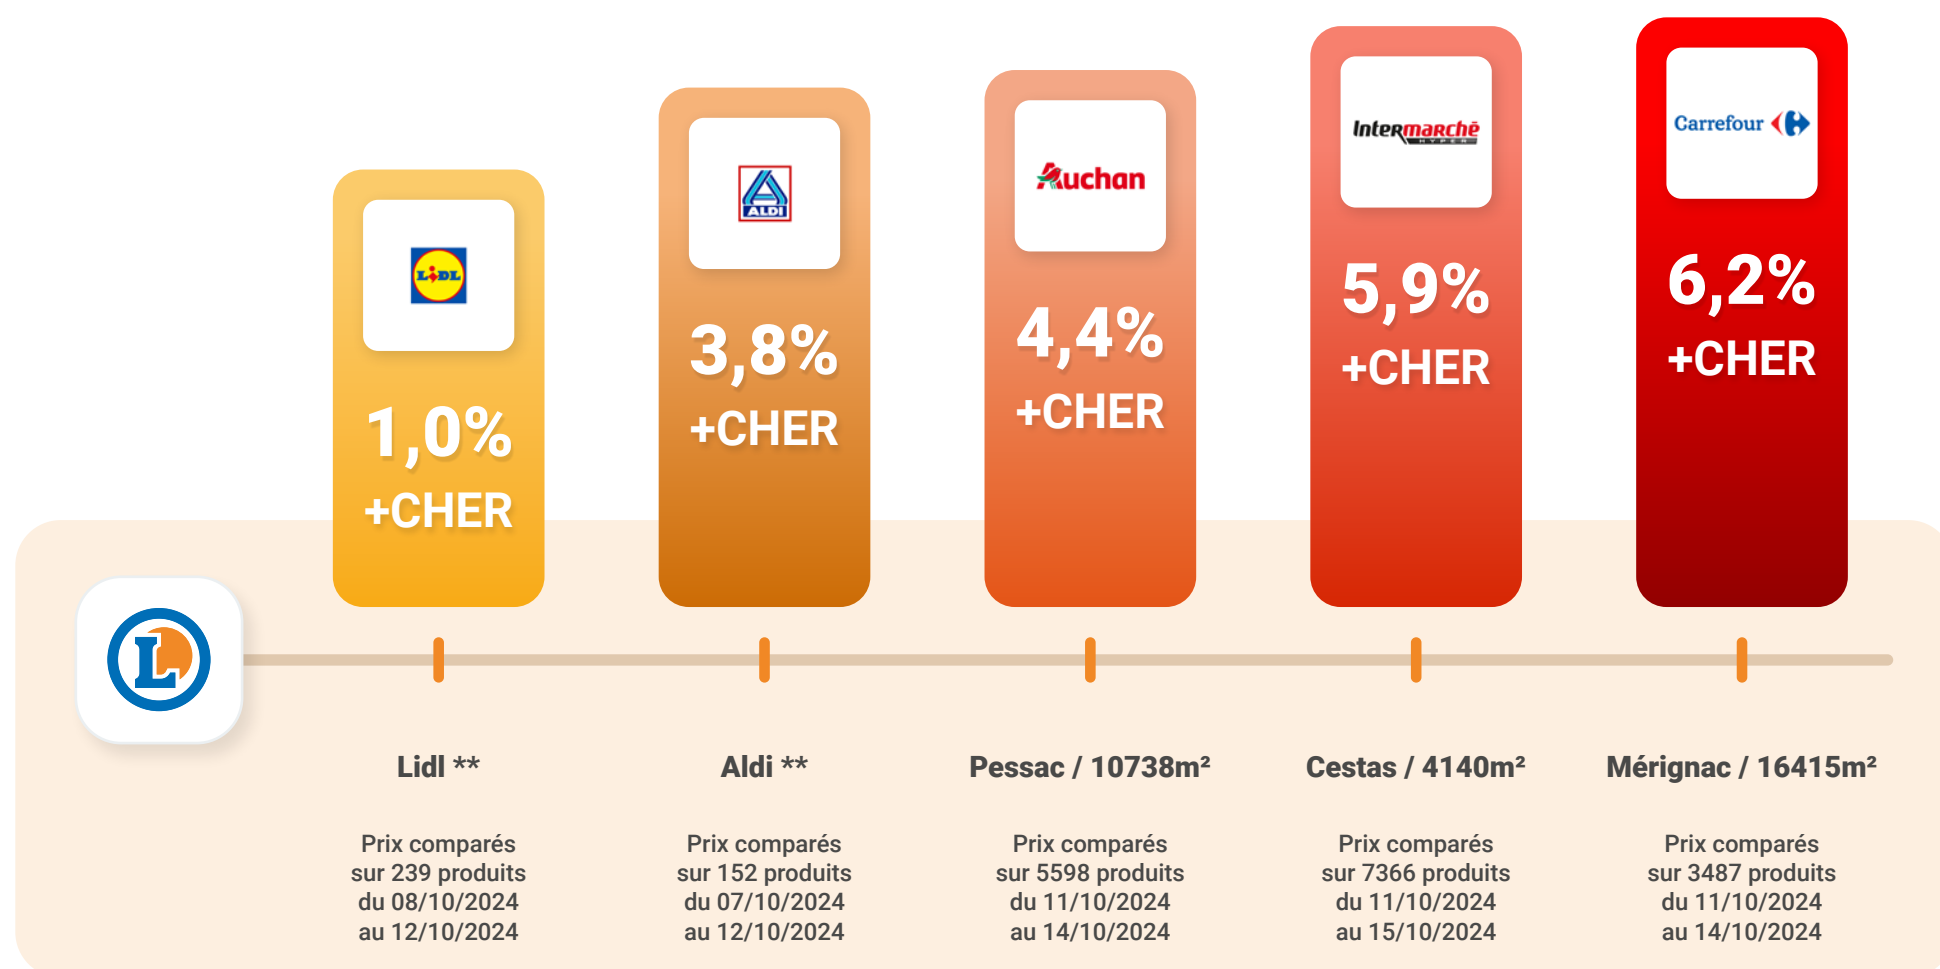 LIDL
1,0%
+CHER
ALDI
3,8%
+CHER
Auchan
4,4%
+CHER
Intermarchē
HYPER
5,9%
+CHER
Carrefour
6,2%
+CHER
L
Lidl **
Prix comparés
sur 239 produits
du 08/10/2024
au 12/10/2024
Aldi **
Prix comparés
sur 152 produits
du 07/10/2024
au 12/10/2024
Pessac / 10738m²
Prix comparés
sur 5598 produits
du 11/10/2024
au 14/10/2024
Cestas / 4140m²
Prix comparés
sur 7366 produits
du 11/10/2024
au 15/10/2024
Mérignac / 16415m²
Prix comparés
sur 3487 produits
du 11/10/2024
au 14/10/2024